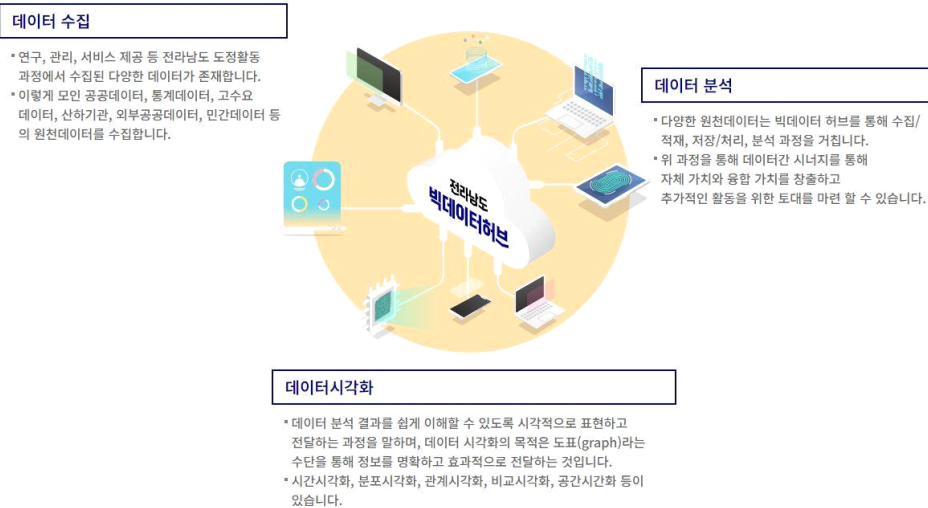 데이터 수집
연구, 관리, 서비스 제공 등 전라남도 도정활동
과정에서 수집된 다양한 데이터가 존재합니다.
이렇게 모인 공공데이터, 통계데이터, 고수요
데이터, 산하기관, 외부공공데이터, 민간데이터 등
의 원천데이터를 수집합니다.
전라남도
빅데이터허브
데이터 분석
다양한 원천데이터는 빅데이터 허브를 통해 수집/
적재, 저장/처리, 분석 과정을 거칩니다.
위 과정을 통해 데이터간 시너지를 통해
자체 가치와 융합 가치를 창출하고
추가적인 활동을 위한 토대를 마련 할 수 있습니다.
데이터시각화
데이터 분석 결과를 쉽게 이해할 수 있도록 시각적으로 표현하고
전달하는 과정을 말하며, 데이터 시각화의 목적은 도표(graph)라는
수단을 통해 정보를 명확하고 효과적으로 전달하는 것입니다.
시간시각화, 분포시각화, 관계시각화, 비교시각화, 공간시간화 등이
있습니다.